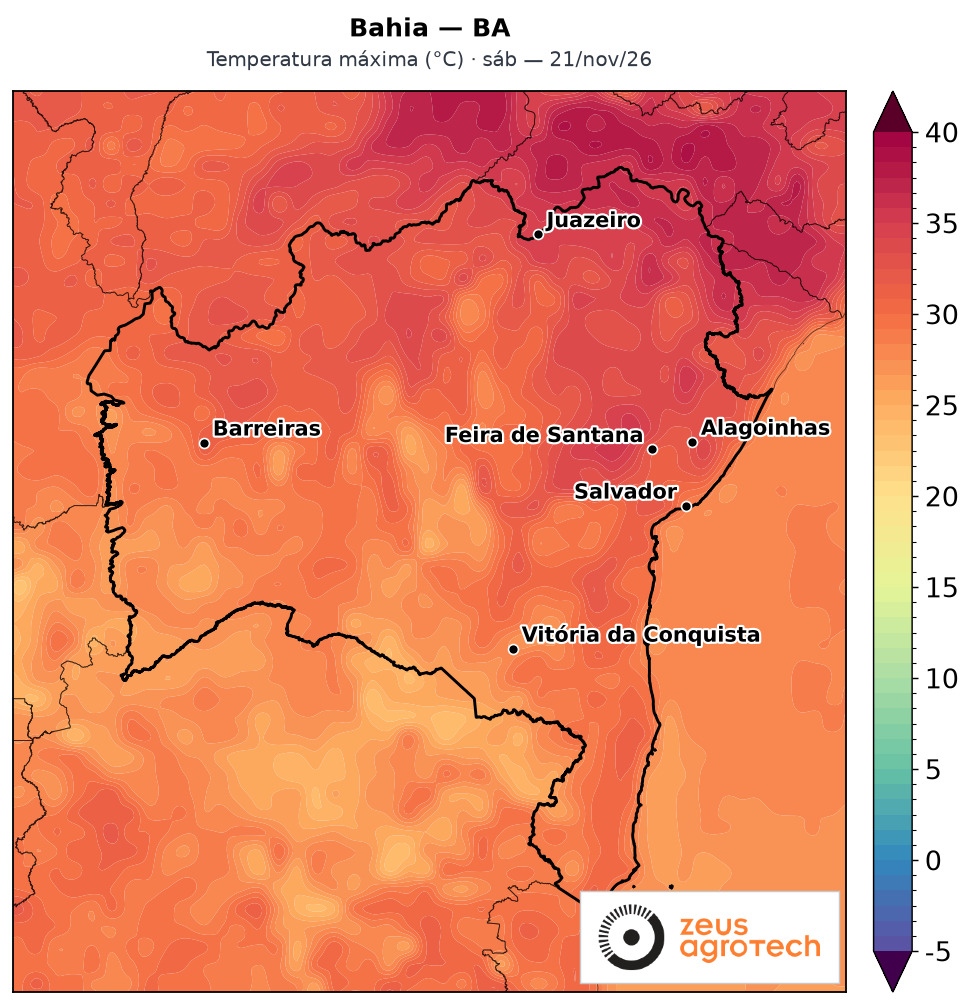 Bahia — BA
Temperatura máxima (°C) · sáb — 21/nov/26
40
35
30
25
20
15
10
5
0
-5
Juazeiro
Barreiras
Feira de Santana
Alagoinhas
Salvador
Vitória da Conquista
zeus
agrotech